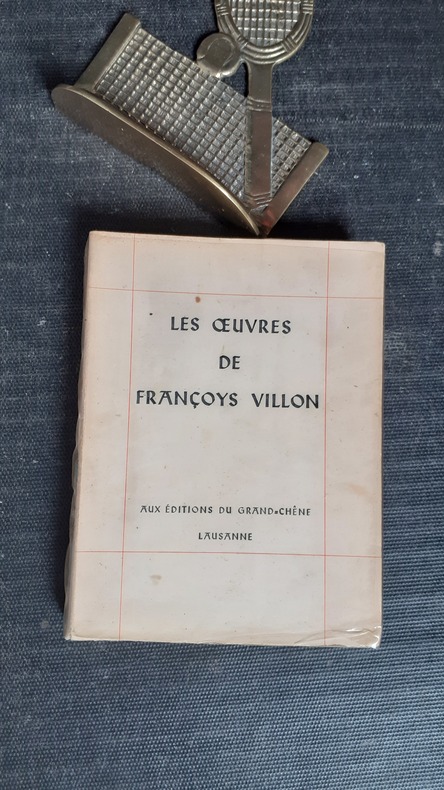 LES ŒUVRES
DE
FRANÇOYS VILLON
AUX ÉDITIONS DU GRAND-CHÊNE
LAUSANNE